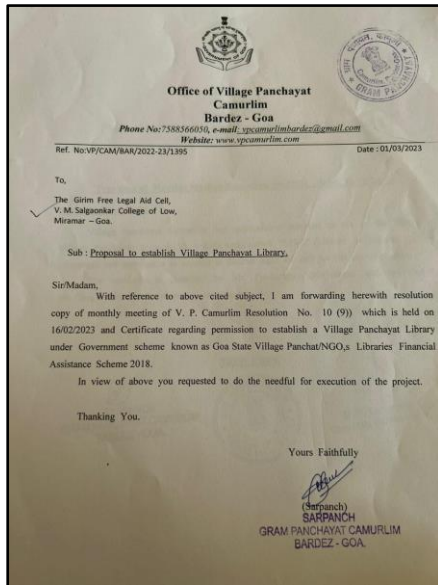 Office of Village Panchayat
Camurlim
Bardez - Goa
Phone No:7588566050, e-mail: vpcamurlimbardez@gmail.com
Website: www.vpcamurlim.com
Ref. No:VP/CAM/BAR/2022-23/1395 Date : 01/03/2023
To,
The Girim Free Legal Aid Cell,
V. M. Salgaonkar College of Low,
Miramar – Goa.
Sub : Proposal to establish Village Panchayat Library.
Sir/Madam,
With reference to above cited subject, I am forwarding herewith resolution
copy of monthly meeting of V. P. Camurlim Resolution No. 10 (9)) which is held on
16/02/2023 and Certificate regarding permission to establish a Village Panchayat Library
under Government scheme known as Goa State Village Panchat/NGO,s Libraries Financial
Assistance Scheme 2018.
In view of above you requested to do the needful for execution of the project.
Thanking You.
Yours Faithfully
(Sarpanch)
SARPANCH
GRAM PANCHAYAT CAMURLIM
BARDEZ - GOA.